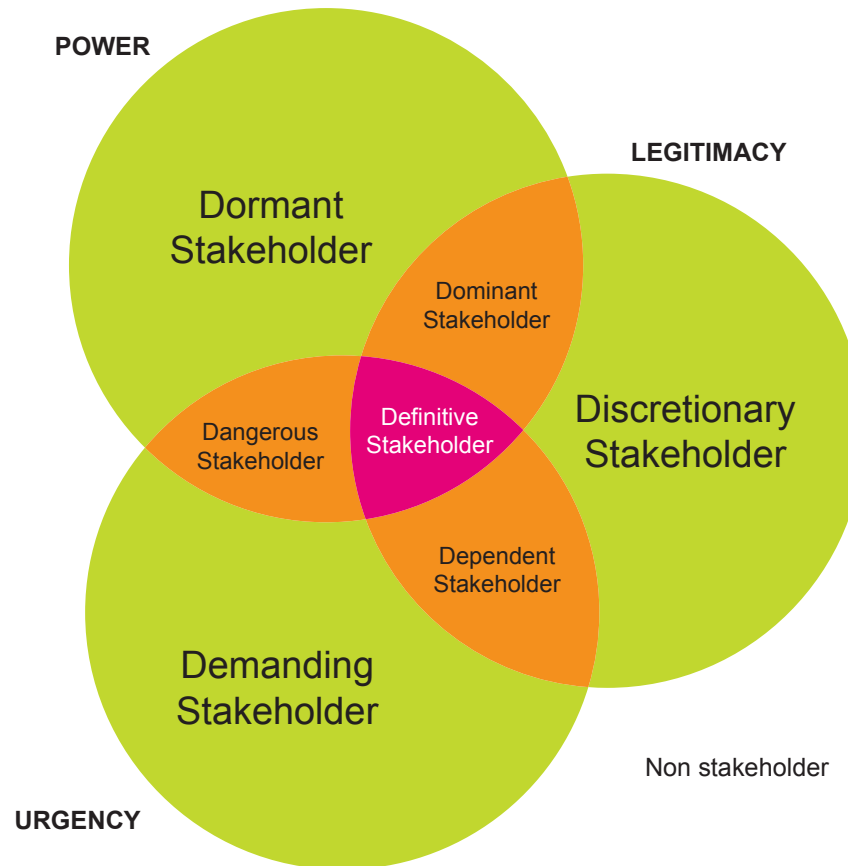 POWER
LEGITIMACY
Dormant
Stakeholder
Dominant
Stakeholder
Dangerous
Stakeholder
Definitive
Stakeholder
Discretionary
Stakeholder
Dependent
Stakeholder
Demanding
Stakeholder
Non stakeholder
URGENCY